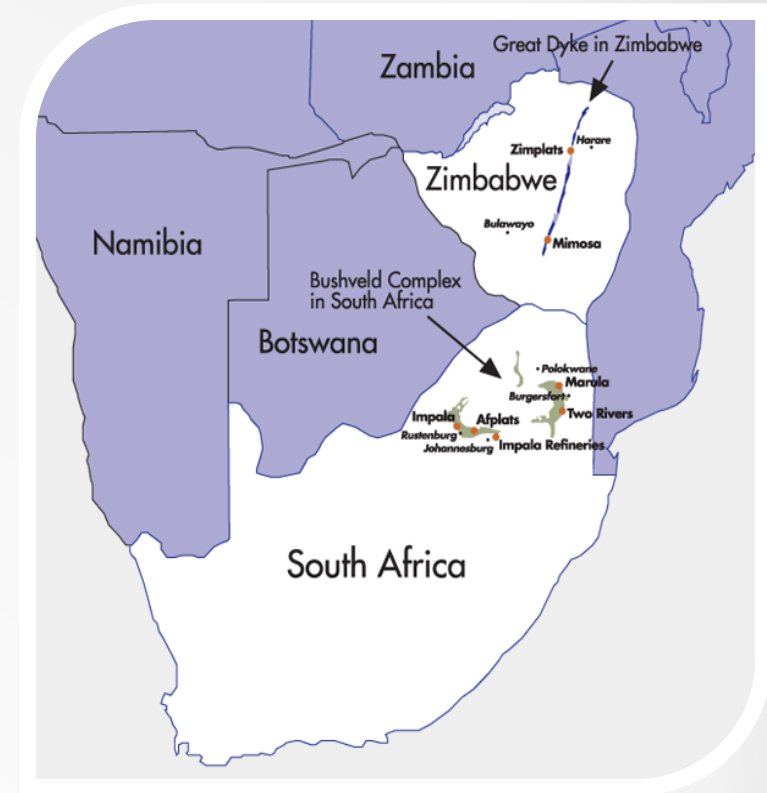 Great Dyke in Zimbabwe
Zambia
Harare
Zimplats
Zimbabwe
Bulawayo
Mimosa
Namibia
Bushveld Complex
in South Africa
Botswana
Polokwane
Marula
Burgersfort
Two Rivers
Impala
Afplats
Rustenburg
Impala Refineries
Johannesburg
South Africa